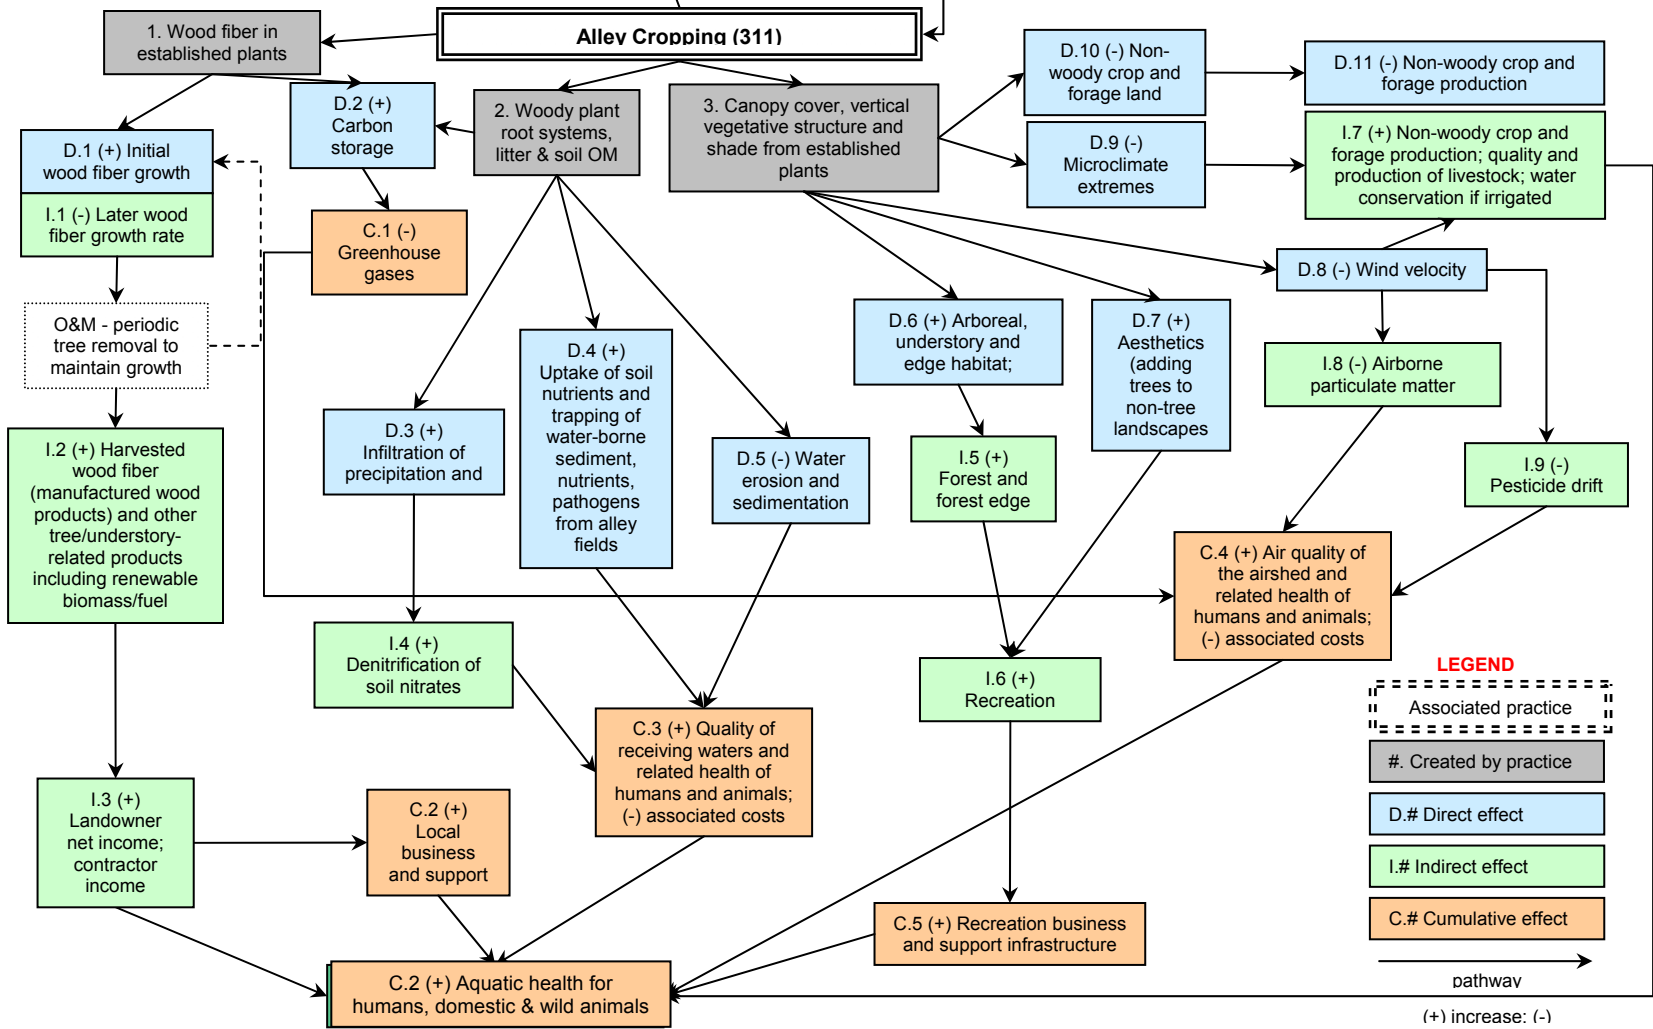 Alley Cropping (311)
1. Wood fiber in
established plants
D.2 (+)
Carbon
storage
2. Woody plant
root systems,
litter & soil OM
3. Canopy cover, vertical
vegetative structure and
shade from established
plants
D.10 (-) Non-
woody crop and
forage land
D.11 (-) Non-woody crop and
forage production
D.9 (-)
Microclimate
extremes
I.7 (+) Non-woody crop and
forage production; quality and
production of livestock; water
conservation if irrigated
D.1 (+) Initial
wood fiber growth
I.1 (-) Later wood
fiber growth rate
C.1 (-)
Greenhouse
gases
D.8 (-) Wind velocity
O&M - periodic
tree removal to
maintain growth
D.4 (+)
Uptake of soil
nutrients and
trapping of
water-borne
sediment,
nutrients,
pathogens
from alley
fields
D.6 (+) Arboreal,
understory and
edge habitat;
D.7 (+)
Aesthetics
(adding
trees to
non-tree
landscapes
I.8 (-) Airborne
particulate matter
I.2 (+) Harvested
wood fiber
(manufactured wood
products) and other
tree/understory-
related products
including renewable
biomass/fuel
D.3 (+)
Infiltration of
precipitation and
D.5 (-) Water
erosion and
sedimentation
I.5 (+)
Forest and
forest edge
I.9 (-)
Pesticide drift
C.4 (+) Air quality of
the airshed and
related health of
humans and animals;
(-) associated costs
I.4 (+)
Denitrification of
soil nitrates
I.6 (+)
Recreation
C.3 (+) Quality of
receiving waters and
related health of
humans and animals;
(-) associated costs
I.3 (+)
Landowner
net income;
contractor
income
C.2 (+)
Local
business
and support
C.5 (+) Recreation business
and support infrastructure
C.2 (+) Aquatic health for
humans, domestic & wild animals
LEGEND
Associated practice
#. Created by practice
D.# Direct effect
I.# Indirect effect
C.# Cumulative effect
pathway
(+) increase; (-)